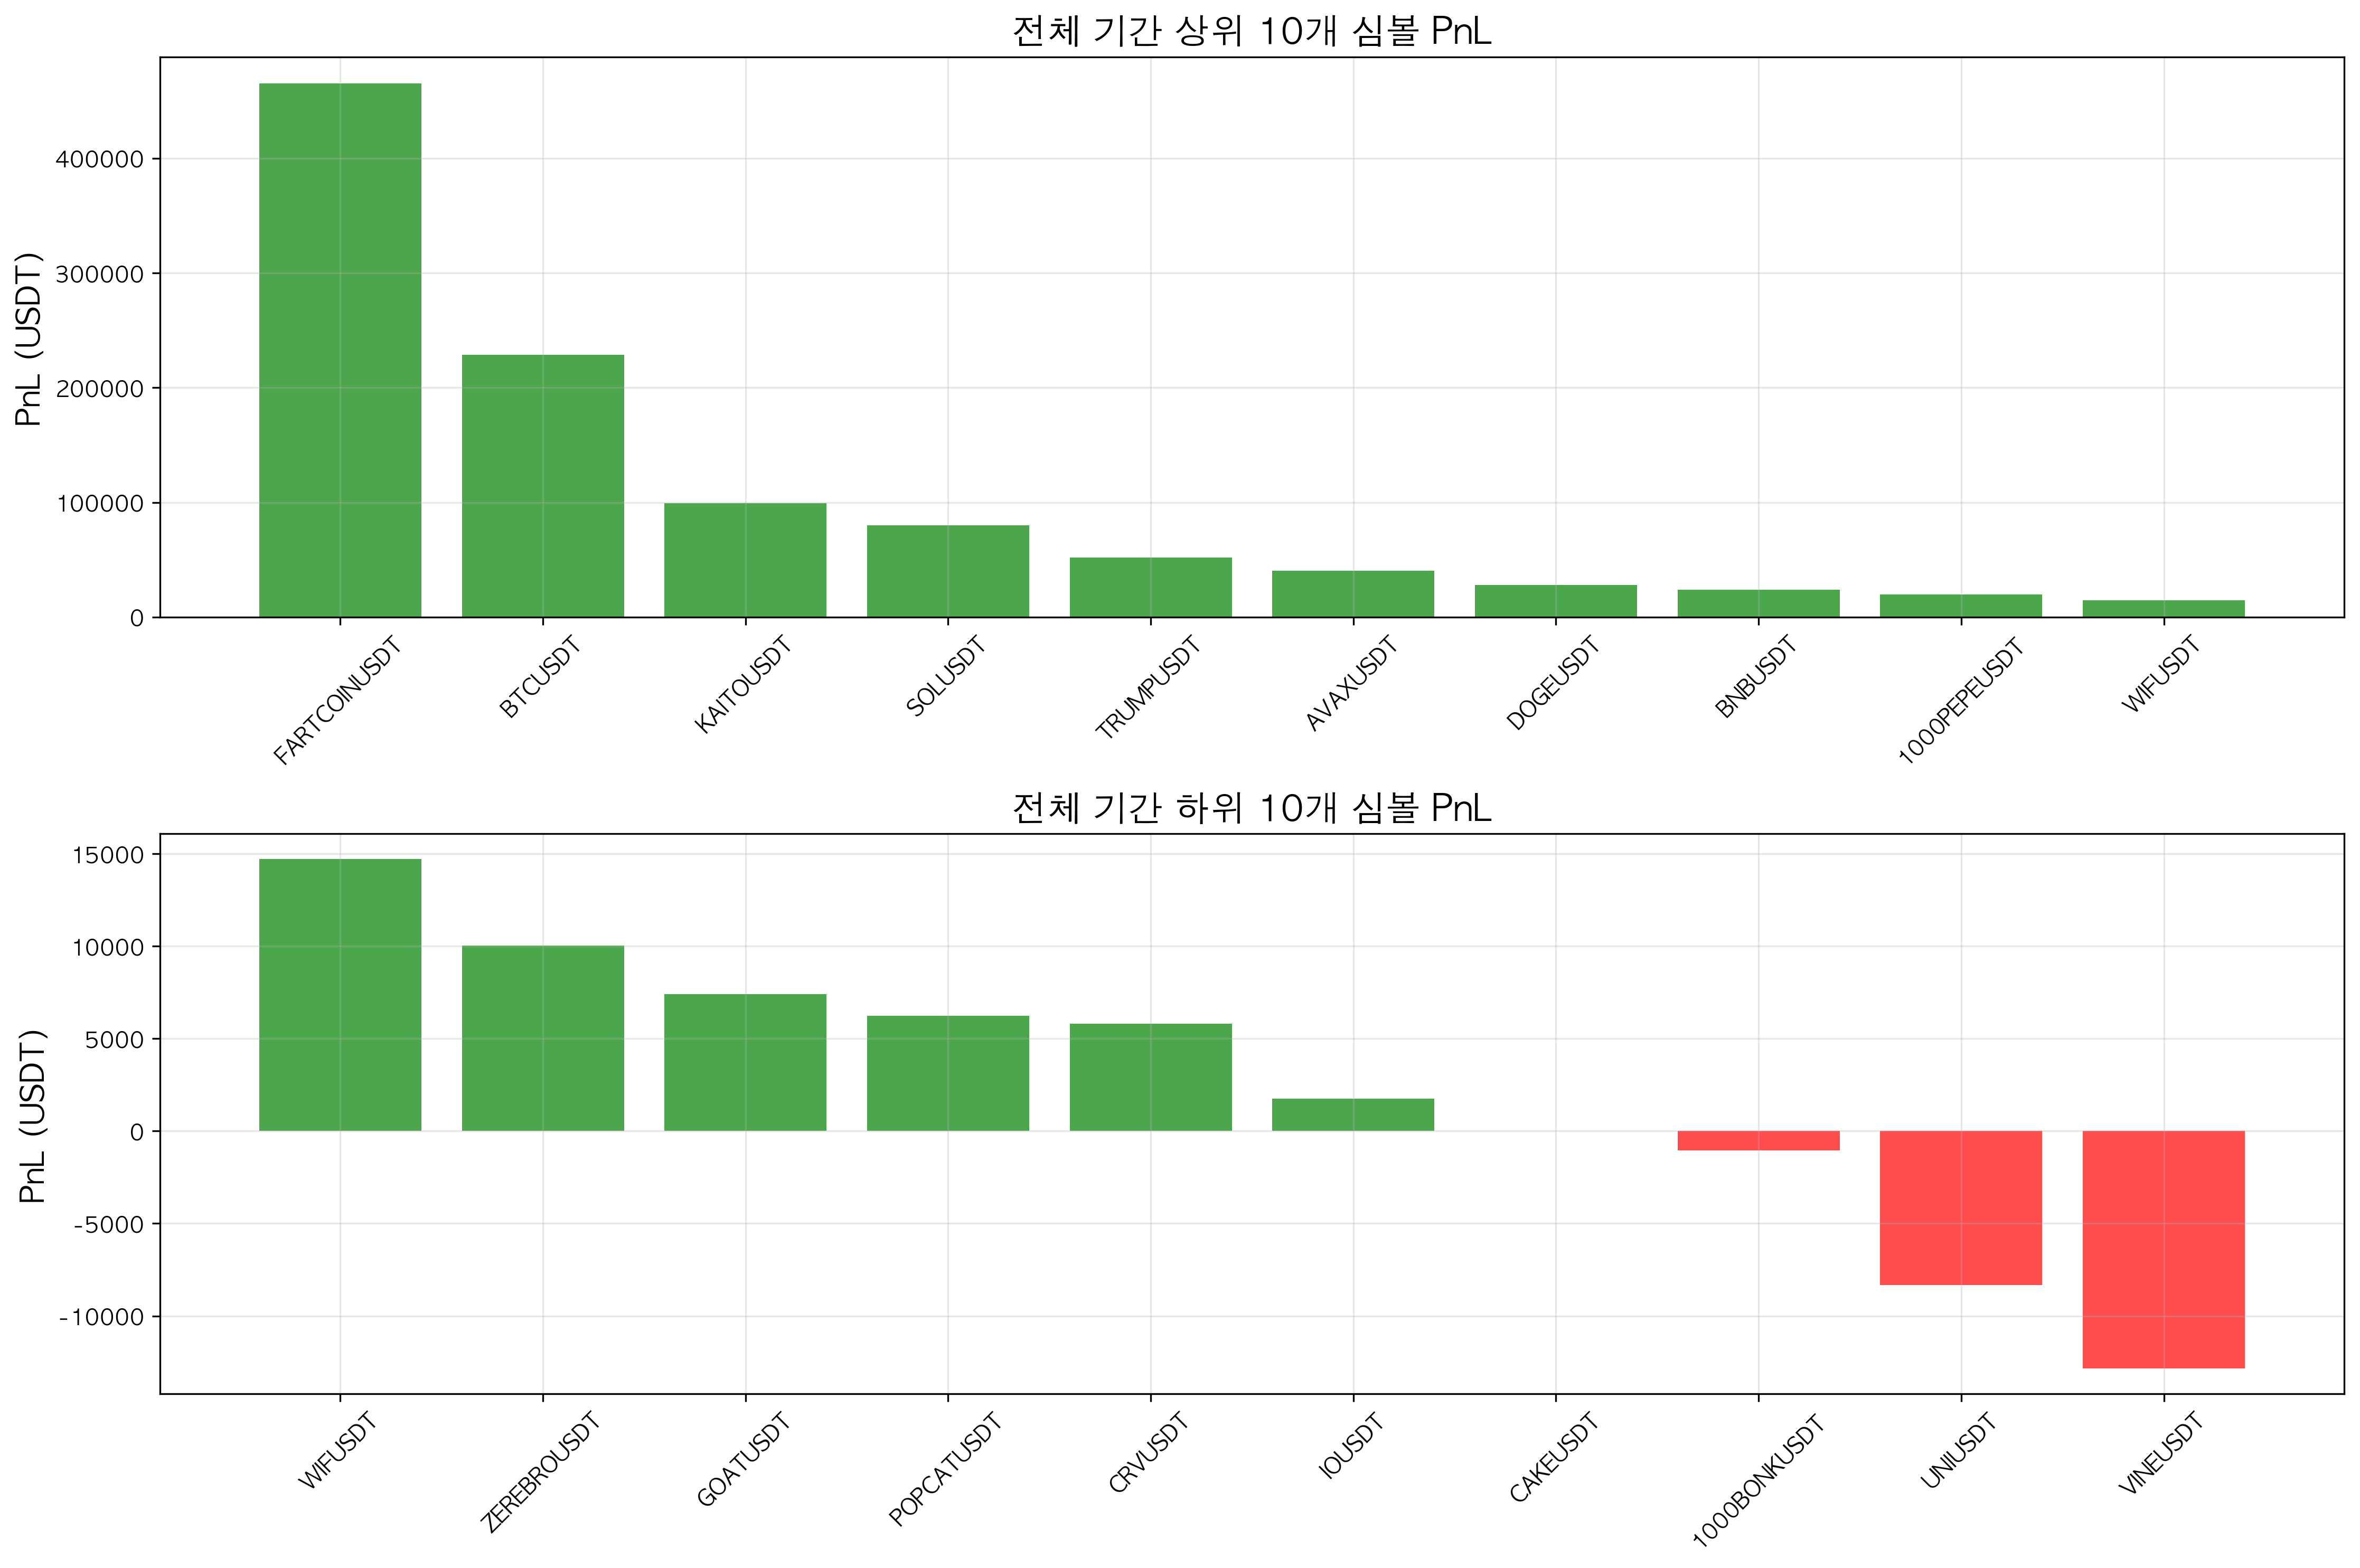 전체 기간 상위 10개 심볼 PnL
PnL (USDT)
400000
300000
200000
100000
0
FARTCOINUSDT
BTCUSDT
KAITOUSDT
SOLUSDT
TRUMPUSDT
AVAXUSDT
DOGEUSDT
BNBUSDT
1000PEPEUSDT
WIFUSDT
전체 기간 하위 10개 심볼 PnL
PnL (USDT)
15000
10000
5000
0
-5000
-10000
WIFUSDT
ZEREBROUSDT
GOATUSDT
POPCATUSDT
CRVUSDT
IOUSDT
CAKEUSDT
1000BONKUSDT
UNIUSDT
VINEUSDT